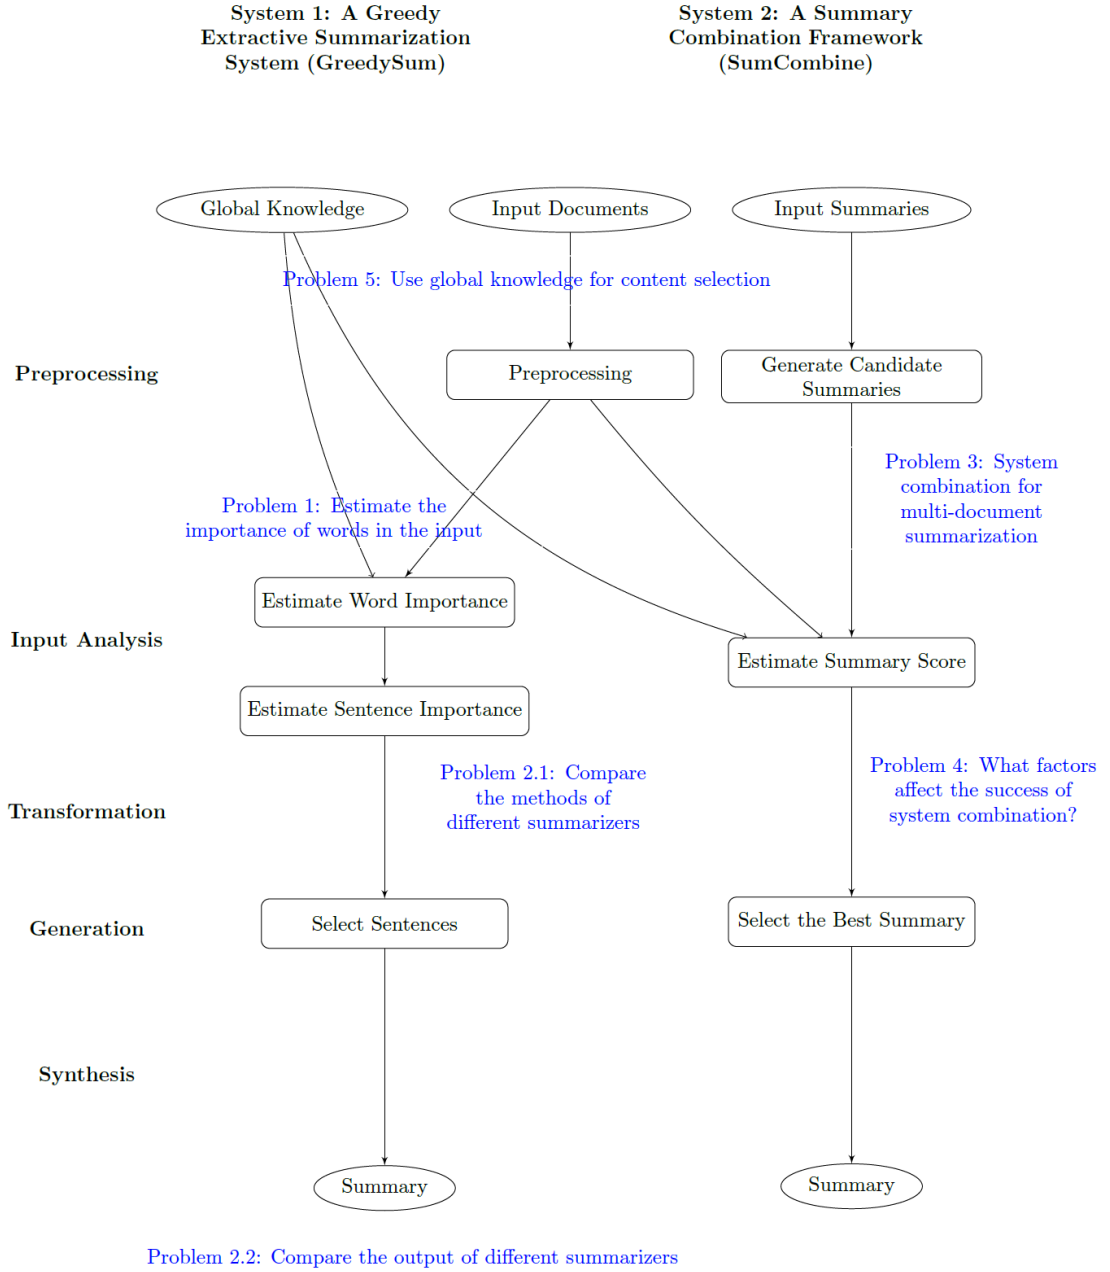 System 1: A Greedy
Extractive Summarization
System (GreedySum)
System 2: A Summary
Combination Framework
(SumCombine)
Global Knowledge
Input Documents
Input Summaries
Problem 5: Use global knowledge for content selection
Preprocessing
Preprocessing
Generate Candidate
Summaries
Problem 3: System
combination for
multi-document
summarization
Problem 1: Estimate the
importance of words in the input
Estimate Word Importance
Input Analysis
Estimate Summary Score
Estimate Sentence Importance
Problem 2.1: Compare
the methods of
different summarizers
Problem 4: What factors
affect the success of
system combination?
Transformation
Generation
Select Sentences
Select the Best Summary
Synthesis
Summary
Summary
Problem 2.2: Compare the output of different summarizers